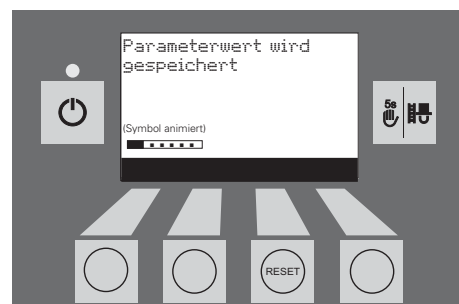 Parameterwert wird
gespeichert
(Symbol animiert)
5s
RESET